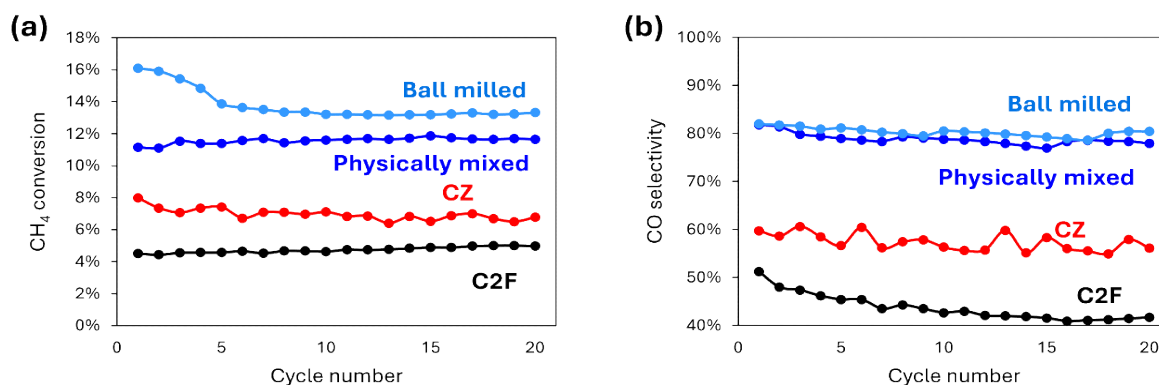 (a)
CH₄ conversion
18%
16%
14%
12%
10%
8%
6%
4%
2%
0%
Ball milled
Physically mixed
CZ
C2F
0 5 10 15 20
Cycle number
(b)
CO selectivity
100%
90%
80%
70%
60%
50%
40%
Ball milled
Physically mixed
CZ
C2F
0 5 10 15 20
Cycle number